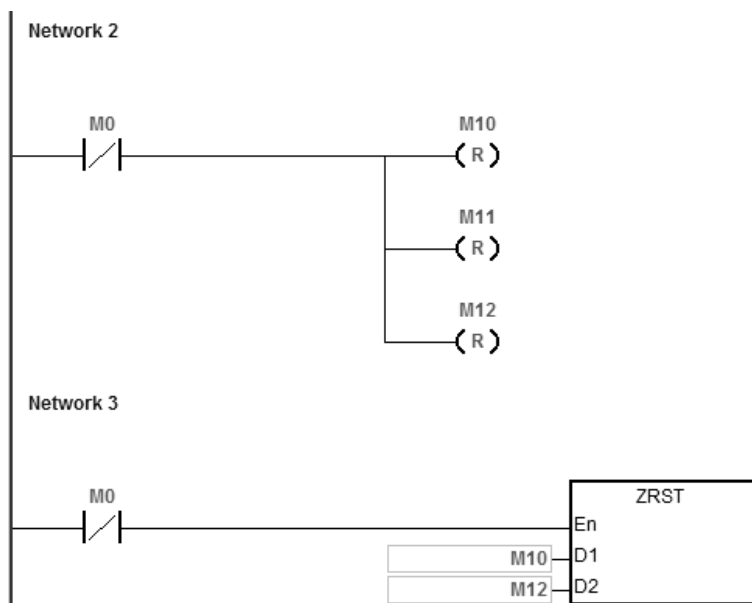 Network 2
M0
M10
R
M11
R
M12
R
Network 3
M0
ZRST
En
M10 D1
M12 D2